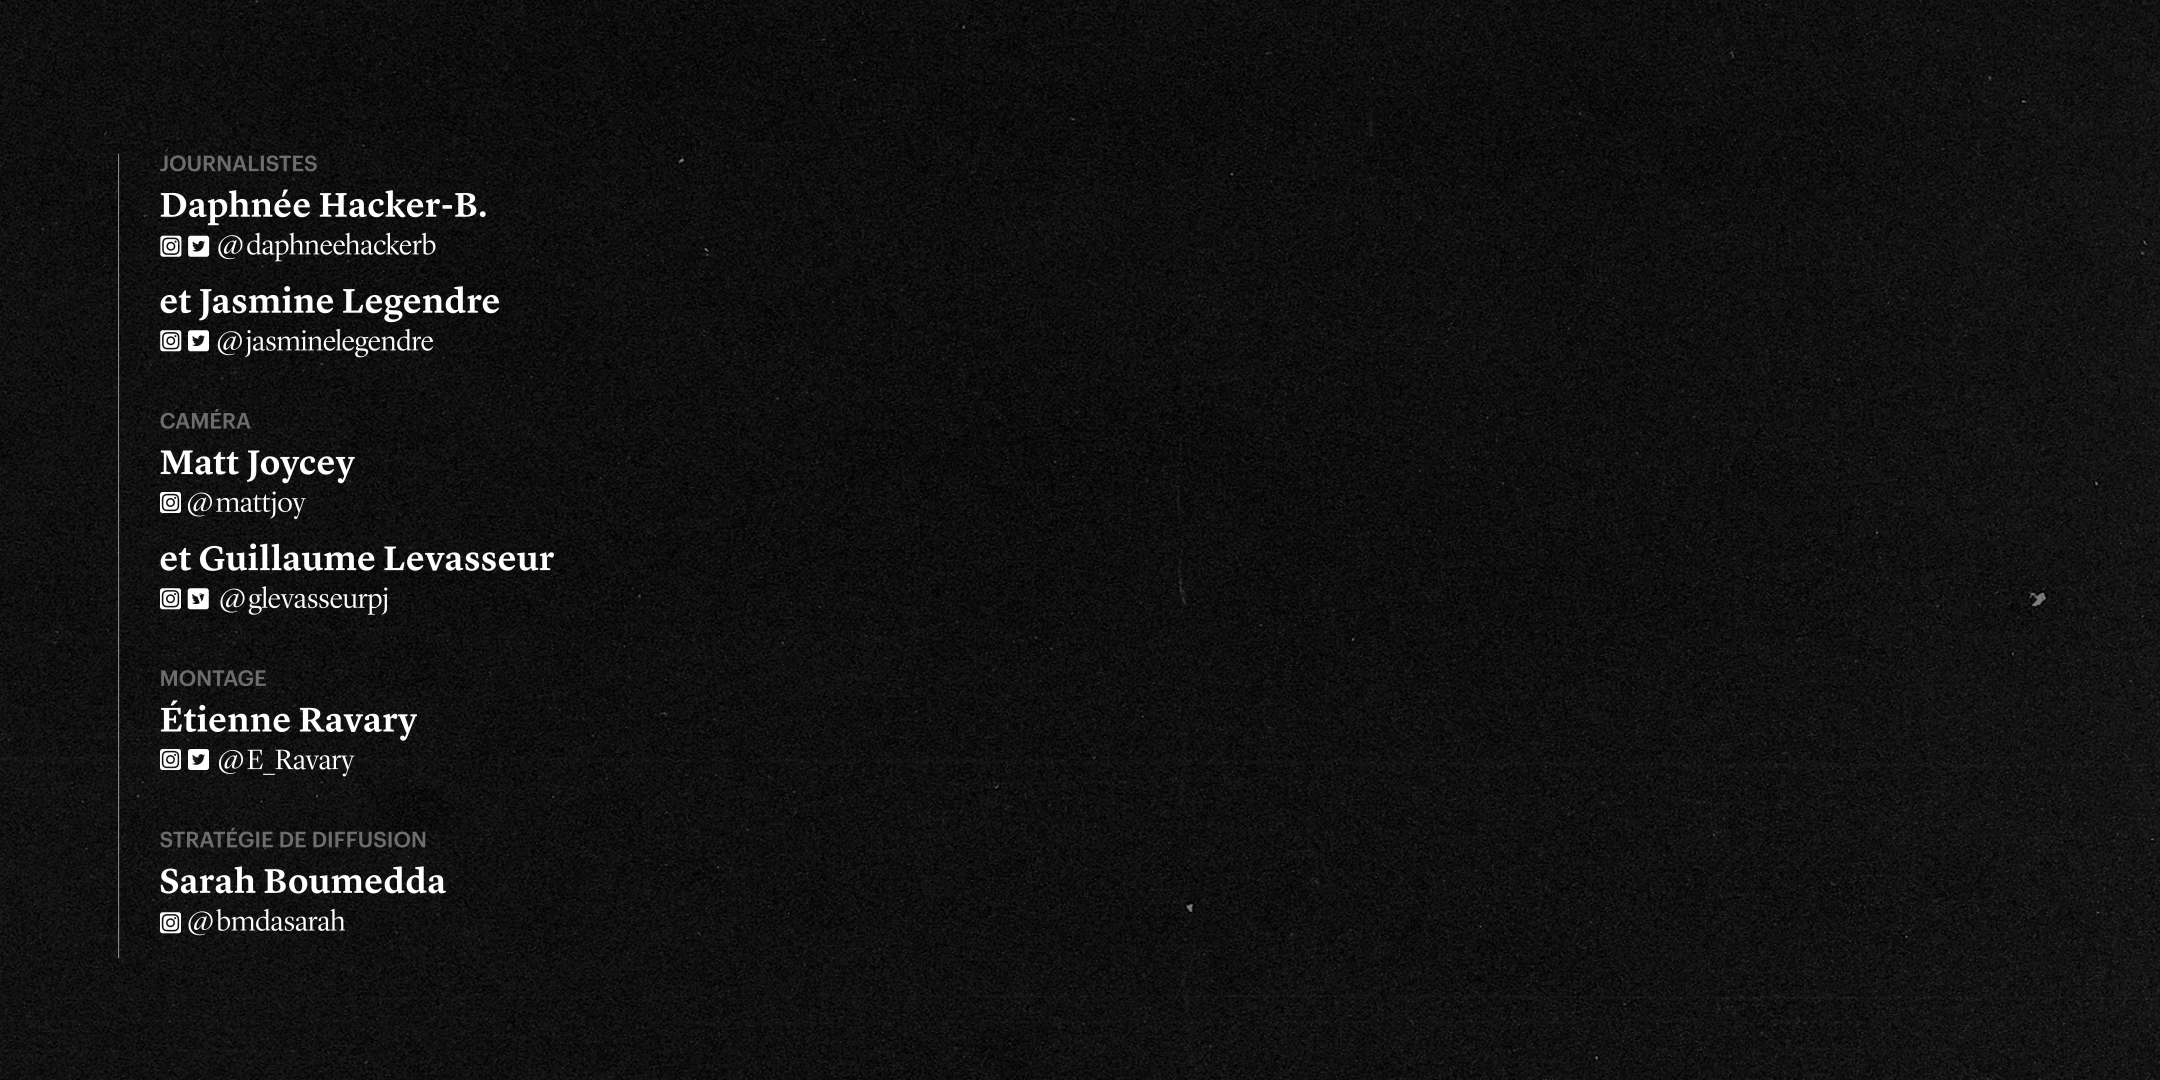 JOURNALISTES
Daphnée Hacker-B.
@daphneehackerb
et Jasmine Legendre
@jasminelegendre
CAMÉRA
Matt Joycey
@mattjoy
et Guillaume Levasseur
@glevasseurpj
MONTAGE
Étienne Ravary
@E_Ravary
STRATÉGIE DE DIFFUSION
Sarah Boumedda
@bmdasarah